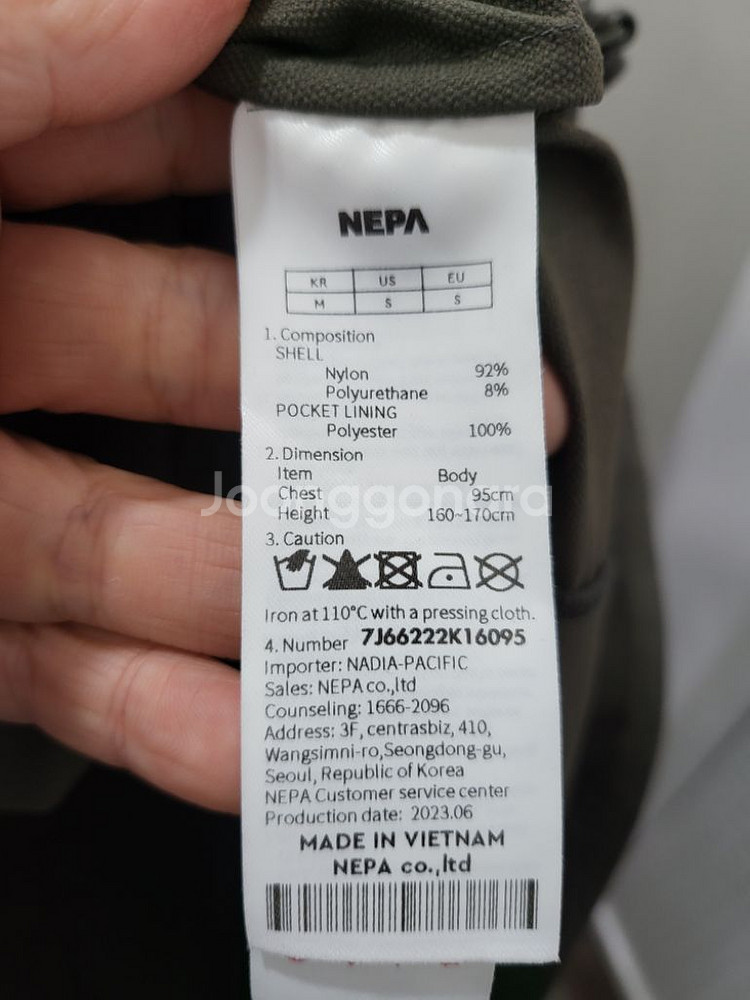 NEPA
KR US EU
M S S
1. Composition
SHELL
Nylon 92%
Polyurethane 8%
POCKET LINING
Polyester 100%
2. Dimension
Item Body
Chest 95cm
Height 160~170cm
Joonggonara
3. Caution
Iron at 110°C with a pressing cloth.
4. Number 7J66222K16095
Importer: NADIA-PACIFIC
Sales: NEPA co.,ltd
Counseling: 1666-2096
Address: 3F, centrasbiz, 410,
Wangsimni-ro,Seongdong-gu,
Seoul, Republic of Korea
NEPA Customer service center
Production date: 2023.06
MADE IN VIETNAM
NEPA co.,ltd